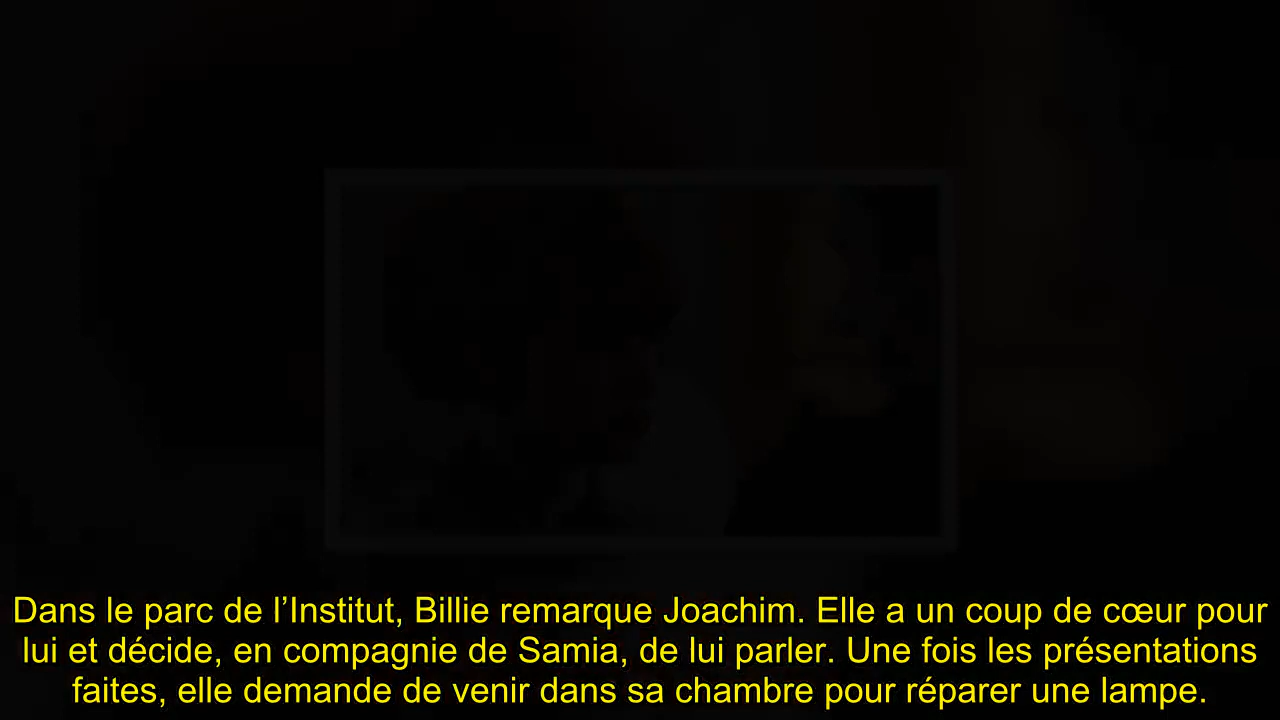 Dans le parc de l’Institut, Billie remarque Joachim. Elle a un coup de cœur pour
lui et décide, en compagnie de Samia, de lui parler. Une fois les présentations
faites, elle demande de venir dans sa chambre pour réparer une lampe.